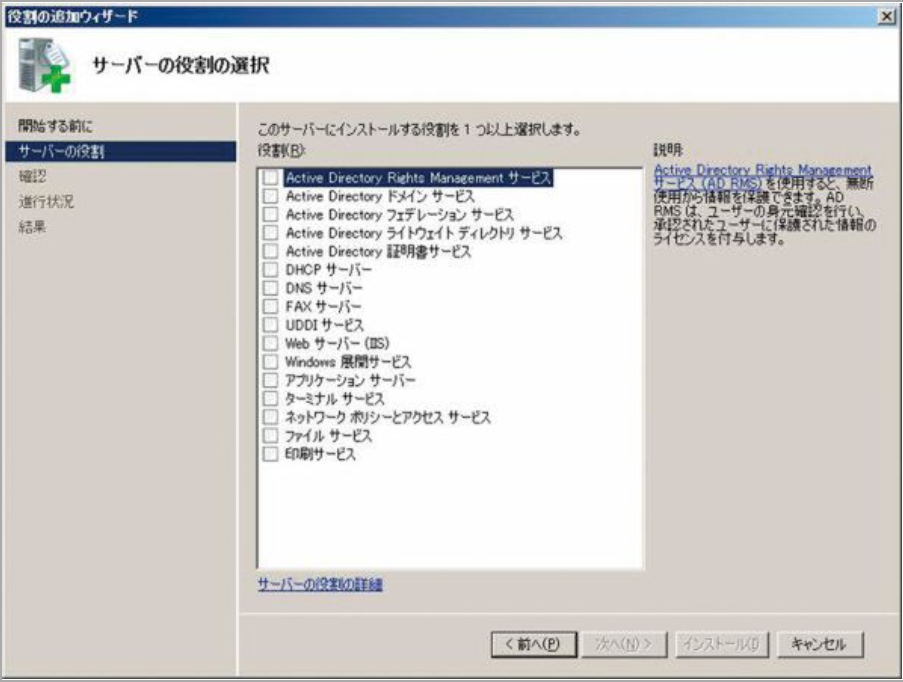 役割の追加ウィザード
サーバーの役割の選択
開始する前に
サーバーの役割
確認
進行状況
結果
このサーバーにインストールする役割を 1 つ以上選択します。
役割(R):
Active Directory Rights Management サービス
Active Directory ドメイン サービス
Active Directory フェデレーション サービス
Active Directory ライトウェイト ディレクトリ サービス
Active Directory 証明書サービス
DHCP サーバー
DNS サーバー
FAX サーバー
UDDI サービス
Web サーバー (IIS)
Windows 展開サービス
アプリケーション サーバー
ターミナル サービス
ネットワーク ポリシーとアクセス サービス
ファイル サービス
印刷サービス
サーバーの役割の詳細
説明:
Active Directory Rights Management
サービス (AD RMS) を使用すると、無断
使用から情報を保護できます。AD
RMS は、ユーザーの身元確認を行い、
承認されたユーザーに保護された情報の
ライセンスを付与します。
< 前へ(P)
次へ(N) >
インストール(I)
キャンセル